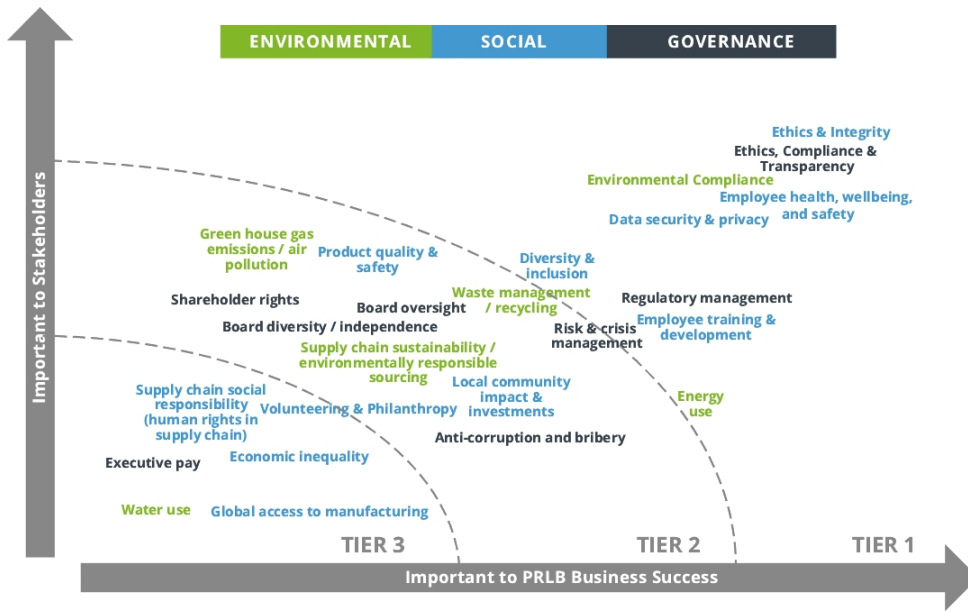 ENVIRONMENTAL
SOCIAL
GOVERNANCE
Important to Stakeholders
Ethics & Integrity
Ethics, Compliance &
Transparency
Environmental Compliance
Employee health, wellbeing,
and safety
Data security & privacy
Green house gas
emissions / air
pollution
Product quality &
safety
Diversity &
inclusion
Shareholder rights
Board oversight
Waste management
/ recycling
Regulatory management
Board diversity / independence
Risk & crisis
management
Employee training &
development
Supply chain sustainability /
environmentally responsible
sourcing
Local community
impact &
investments
Energy
use
Supply chain social
responsibility
(human rights in
supply chain)
Volunteering & Philanthropy
Anti-corruption and bribery
Executive pay
Economic inequality
Water use
Global access to manufacturing
TIER 3
TIER 2
TIER 1
Important to PRLB Business Success